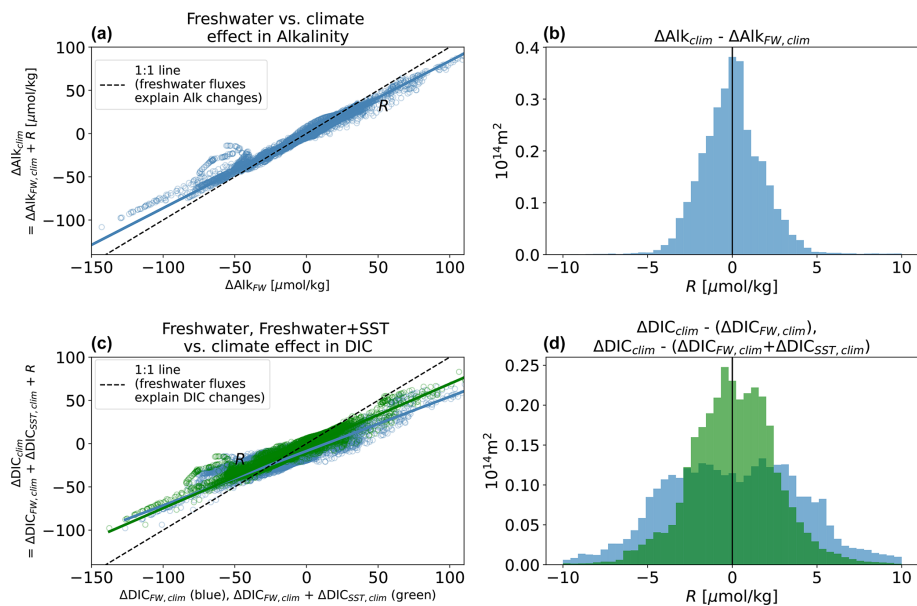 (a)
Freshwater vs. climate
effect in Alkalinity
1:1 line
(freshwater fluxes
explain Alk changes)
R
ΔAlk_clim
= ΔAlk_FW, clim + R [μmol/kg]
100
50
0
−50
−100
−150 −100 −50 0 50 100
ΔAlk_FW [μmol/kg]
(b)
ΔAlk_clim - ΔAlk_FW, clim
10^14m^2
0.4
0.3
0.2
0.1
0.0
−10 −5 0 5 10
R [μmol/kg]
(c)
Freshwater, Freshwater+SST
vs. climate effect in DIC
1:1 line
(freshwater fluxes
explain DIC changes)
R
ΔDIC_clim
= ΔDIC_FW, clim + ΔDIC_SST, clim + R
100
50
0
−50
−100
−150 −100 −50 0 50 100
ΔDIC_FW, clim (blue), ΔDIC_FW, clim + ΔDIC_SST, clim (green)
(d)
ΔDIC_clim - (ΔDIC_FW, clim),
ΔDIC_clim - (ΔDIC_FW, clim+ΔDIC_SST, clim)
10^14m^2
0.25
0.20
0.15
0.10
0.05
0.00
−10 −5 0 5 10
R [μmol/kg]